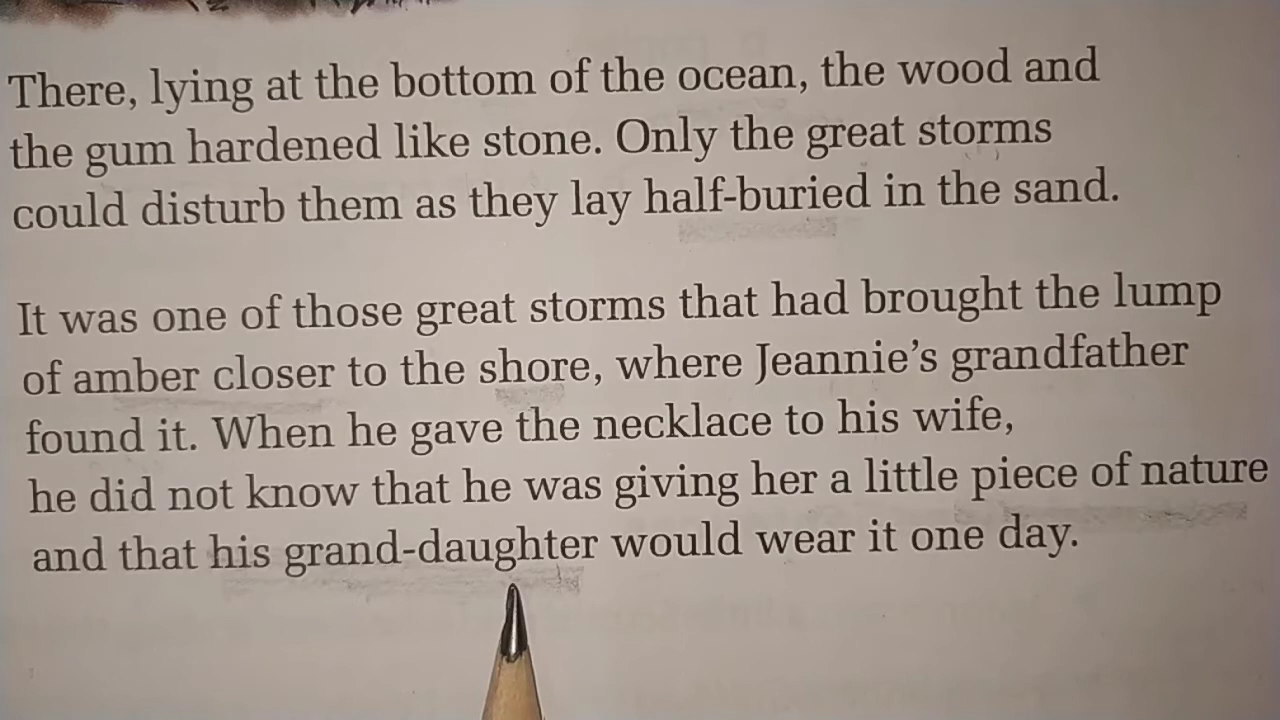 There, lying at the bottom of the ocean, the wood and
the gum hardened like stone. Only the great storms
could disturb them as they lay half-buried in the sand.
It was one of those great storms that had brought the lump
of amber closer to the shore, where Jeannie’s grandfather
found it. When he gave the necklace to his wife,
he did not know that he was giving her a little piece of nature
and that his grand-daughter would wear it one day.